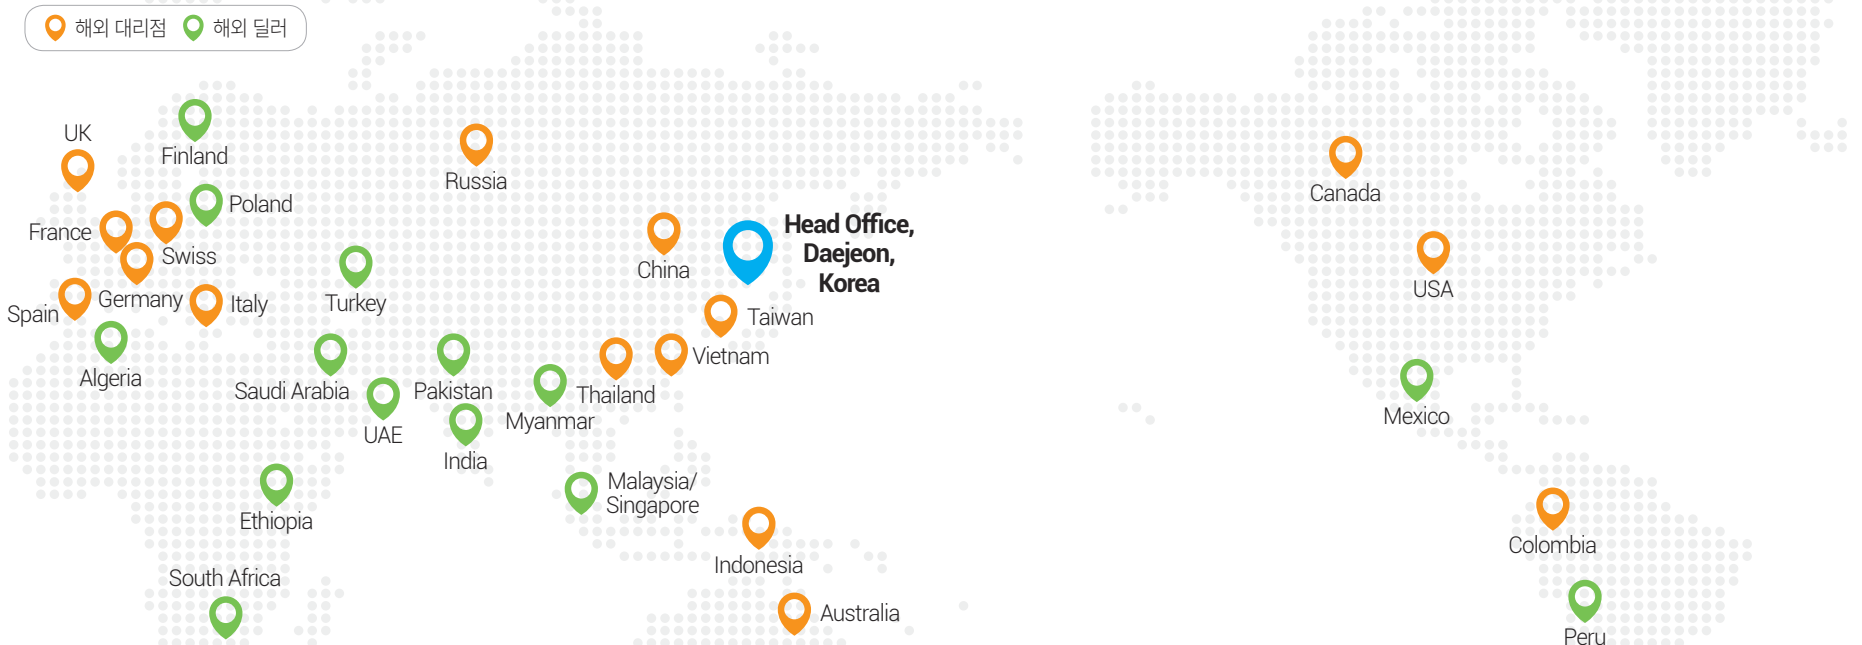 해외 대리점 해외 딜러
UK
Finland
Russia
Poland
France
Swiss
Spain
Germany
Italy
Turkey
Algeria
Saudi Arabia
UAE
Pakistan
India
Myanmar
Thailand
Vietnam
Taiwan
China
Head Office,
Daejeon,
Korea
Malaysia/
Singapore
Ethiopia
South Africa
Indonesia
Australia
Canada
USA
Mexico
Colombia
Peru